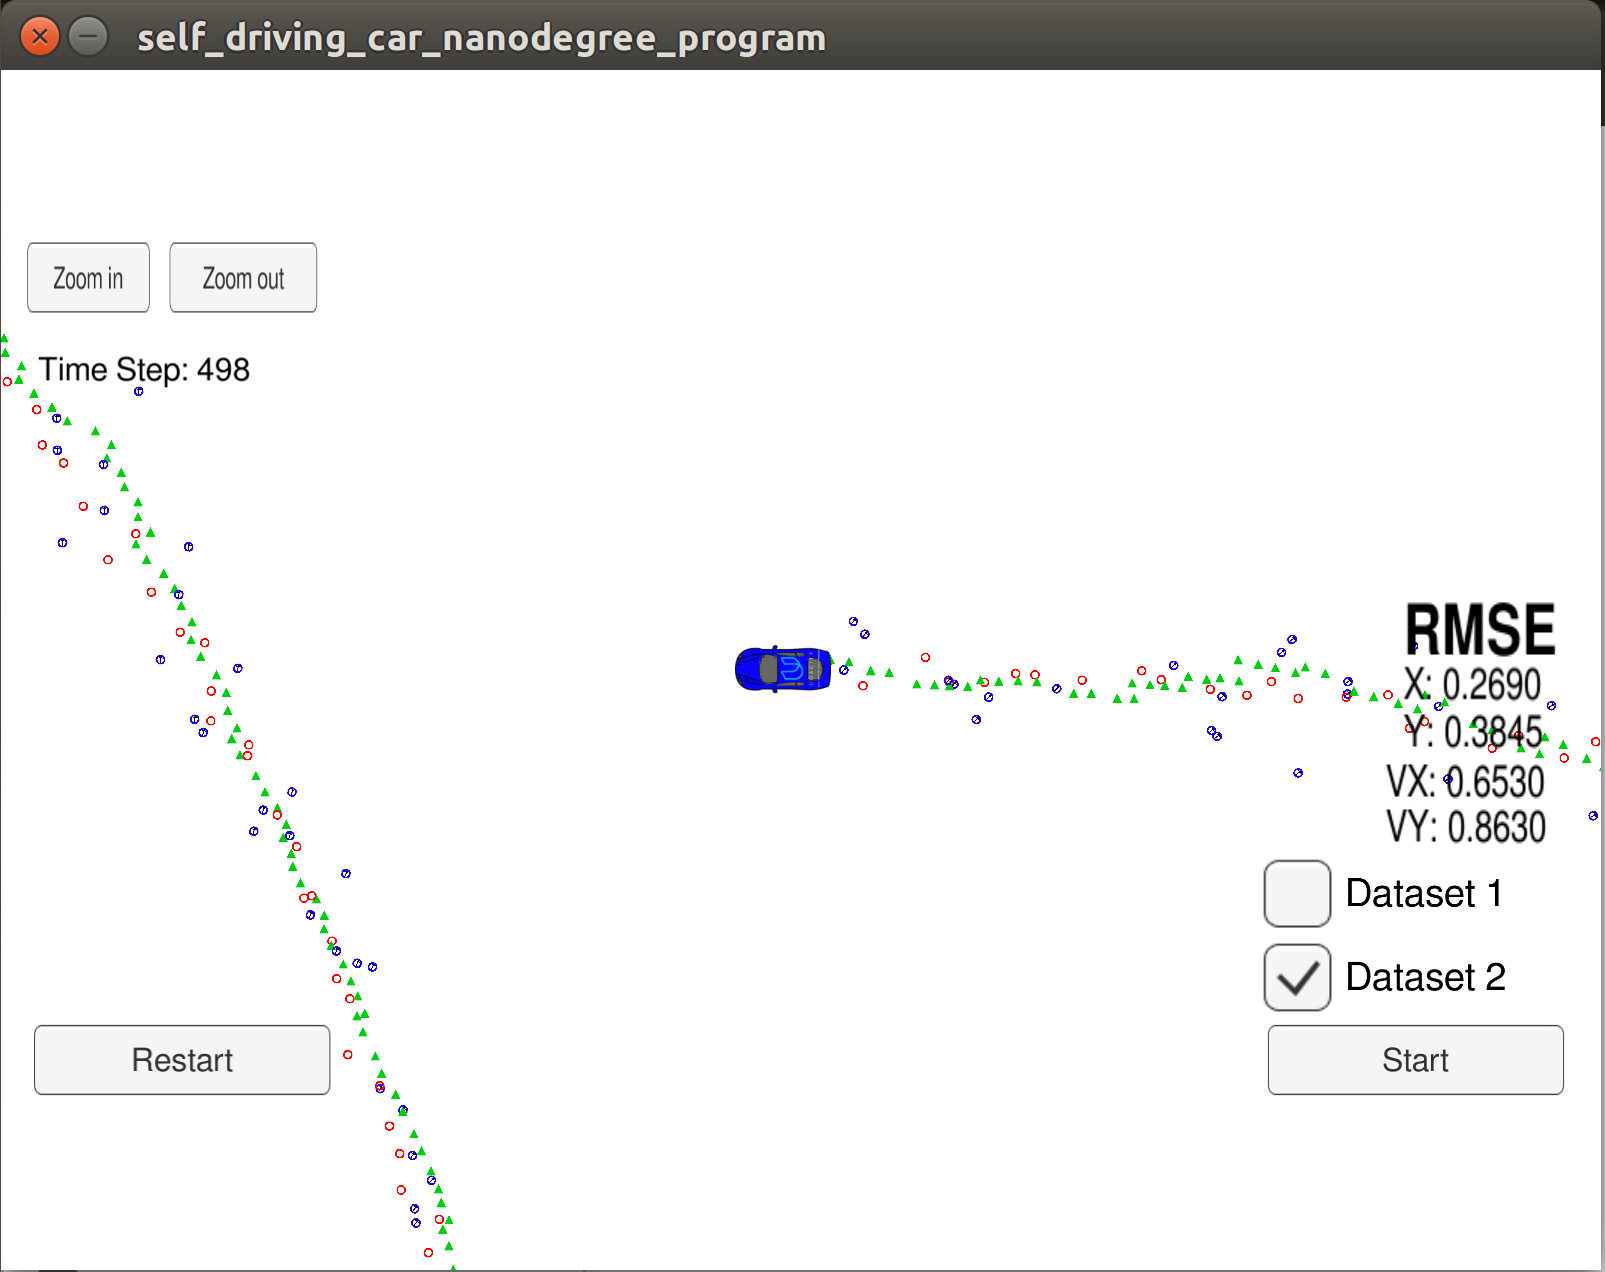 self_driving_car_nanodegree_program
Zoom in
Zoom out
Time Step: 498
RMSE
X: 0.2690
Y: 0.3845
VX: 0.6530
VY: 0.8630
Dataset 1
Dataset 2
Restart
Start